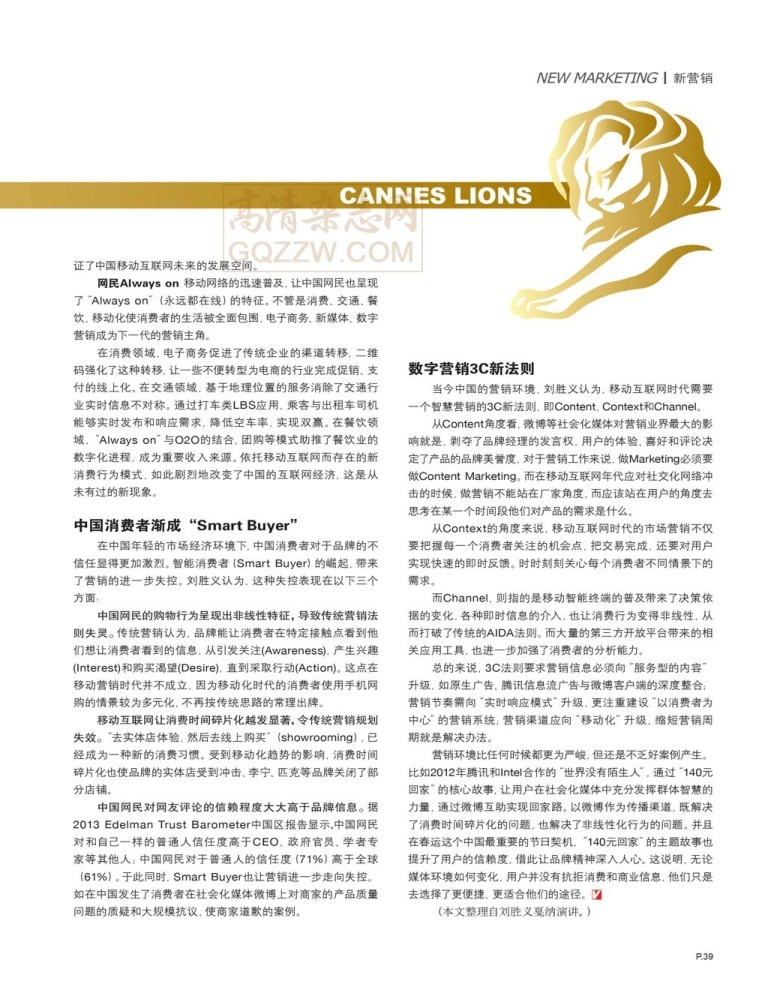 NEW MARKETING | 新营销
CANNES LIONS
高清杂志网
GQZZW.COM
证了中国移动互联网未来的发展空间。
网民Always on 移动网络的迅速普及，让中国网民也呈现
了“Always on”（永远都在线）的特征。不管是消费、交通、餐
饮，移动化使消费者的生活被全面包围，电子商务、新媒体、数字
营销成为下一代的营销主角。
在消费领域，电子商务促进了传统企业的渠道转移，二维
码强化了这种转移，让一些不便转型为电商的行业完成促销、支
付的线上化。在交通领域，基于地理位置的服务消除了交通行
业实时信息不对称。通过打车类LBS应用，乘客与出租车司机
能够实时发布和响应需求，降低空车率，实现双赢。在餐饮领
域，“Always on”与O2O的结合，团购等模式助推了餐饮业的
数字化进程，成为重要收入来源。依托移动互联网而存在的新
消费行为模式，如此剧烈地改变了中国的互联网经济，这是从
未有过的新现象。
中国消费者渐成“Smart Buyer”
在中国年轻的市场经济环境下，中国消费者对于品牌的不
信任显得更加激烈。智能消费者（Smart Buyer）的崛起，带来
了营销的进一步失控。刘胜义认为，这种失控表现在以下三个
方面：
中国网民的购物行为呈现出非线性特征，导致传统营销法
则失灵。传统营销认为，品牌能让消费者在特定接触点看到他
们想让消费者看到的信息，从引发关注(Awareness)，产生兴趣
(Interest)和购买渴望(Desire)，直到采取行动(Action)。这点在
移动营销时代并不成立，因为移动化时代的消费者使用手机网
购的情景较为多元化，不再按传统思路的常理出牌。
移动互联网让消费时间碎片化越发显著，令传统营销规划
失效。“去实体店体验，然后去线上购买”（showrooming），已
经成为一种新的消费习惯。受到移动化趋势的影响，消费时间
碎片化也使品牌的实体店受到冲击，李宁、匹克等品牌关闭了部
分店铺。
中国网民对网友评论的信赖程度大大高于品牌信息。据
2013 Edelman Trust Barometer中国区报告显示，中国网民
对和自己一样的普通人信任度高于CEO、政府官员、学者专
家等其他人；中国网民对于普通人的信任度（71%）高于全球
（61%）。于此同时，Smart Buyer也让营销进一步走向失控。
如在中国发生了消费者在社会化媒体微博上对商家的产品质量
问题的质疑和大规模抗议，使商家道歉的案例。
数字营销3C新法则
当今中国的营销环境，刘胜义认为，移动互联网时代需要
一个智慧营销的3C新法则，即Content、Context和Channel。
从Content角度看，微博等社会化媒体对营销业界最大的影
响就是，剥夺了品牌经理的发言权，用户的体验、喜好和评论决
定了产品的品牌美誉度，对于营销工作来说，做Marketing必须要
做Content Marketing。而在移动互联网年代应对社交化网络冲
击的时候，做营销不能站在厂家角度，而应该站在用户的角度去
思考在某一个时间段他们对产品的需求是什么。
从Context的角度来说，移动互联网时代的市场营销不仅
要把握每一个消费者关注的机会点，把交易完成，还要对用户
实现快速的即时反馈。时时刻刻关心每个消费者不同情景下的
需求。
而Channel，则指的是移动智能终端的普及带来了决策依
据的变化，各种即时信息的介入，也让消费行为变得非线性，从
而打破了传统的AIDA法则。而大量的第三方开放平台带来的相
关应用工具，也进一步加强了消费者的分析能力。
总的来说，3C法则要求营销信息必须向“服务型的内容”
升级，如原生广告，腾讯信息流广告与微博客户端的深度整合；
营销节奏需向“实时响应模式”升级，更注重建设“以消费者为
中心”的营销系统；营销渠道应向“移动化”升级，缩短营销周
期就是解决办法。
营销环境比任何时候都更为严峻，但还是不乏好案例产生。
比如2012年腾讯和Intel合作的“世界没有陌生人”，通过“140元
回家”的核心故事，让用户在社会化媒体中充分发挥群体智慧的
力量，通过微博互助实现回家路。以微博作为传播渠道，既解决
了消费时间碎片化的问题，也解决了非线性化行为的问题。并且
在春运这个中国最重要的节日契机，“140元回家”的主题故事也
提升了用户的信赖度，借此让品牌精神深入人心。这说明，无论
媒体环境如何变化，用户并没有抗拒消费和商业信息，他们只是
去选择了更便捷、更适合他们的途径。
（本文整理自刘胜义戛纳演讲。）
P.39